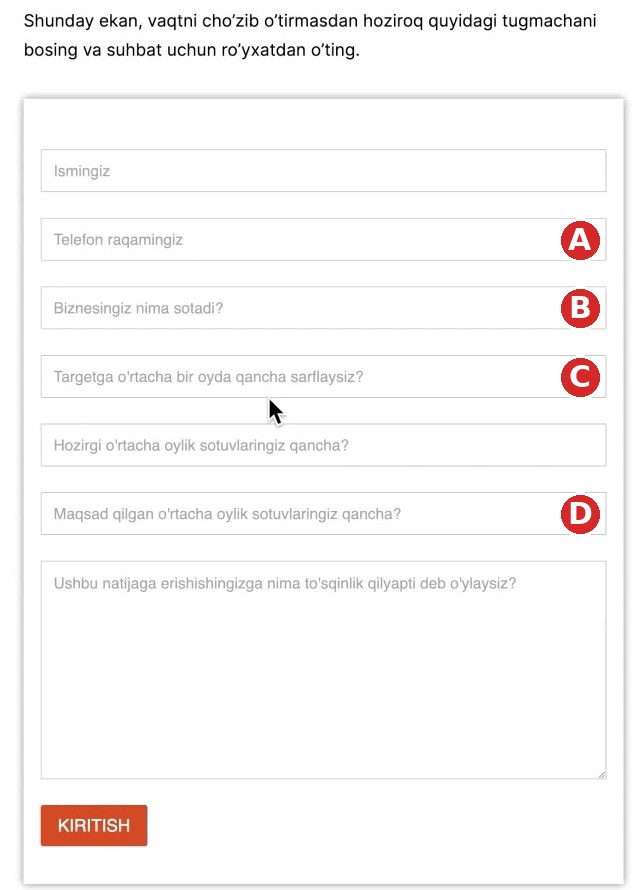 Shunday ekan, vaqtni cho’zib o’tirmasdan hoziroq quyidagi tugmachani
bosing va suhbat uchun ro’yxatdan o’ting.
Ismingiz
Telefon raqamingiz A
Biznesingiz nima sotadi? B
Targetga o'rtacha bir oyda qancha sarflaysiz? C
Hozirgi o'rtacha oylik sotuvlaringiz qancha?
Maqsad qilgan o'rtacha oylik sotuvlaringiz qancha? D
Ushbu natijaga erishishingizga nima to'sqinlik qilyapti deb o'ylaysiz?
KIRITISH